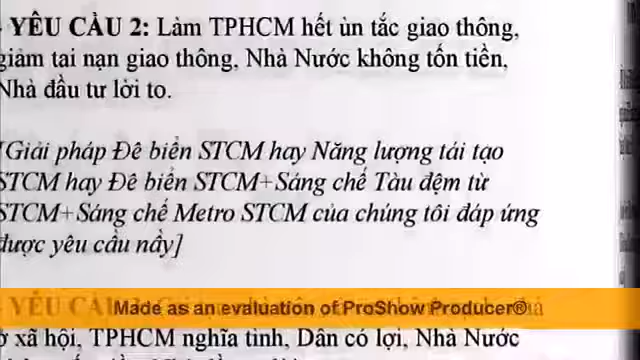 - YÊU CẦU 2: Làm TPHCM hết ùn tắc giao thông,
giảm tai nạn giao thông, Nhà Nước không tốn tiền,
Nhà đầu tư lời to.
[Giải pháp Đê biển STCM hay Năng lượng tái tạo
STCM hay Đê biển STCM+Sáng chế Tàu đệm từ
STCM+Sáng chế Metro STCM của chúng tôi đáp ứng
được yêu cầu nầy]
- YÊU CẦU
Made as an evaluation of ProShow Producer®
xã hội, TPHCM nghĩa tình, Dân có lợi, Nhà Nước